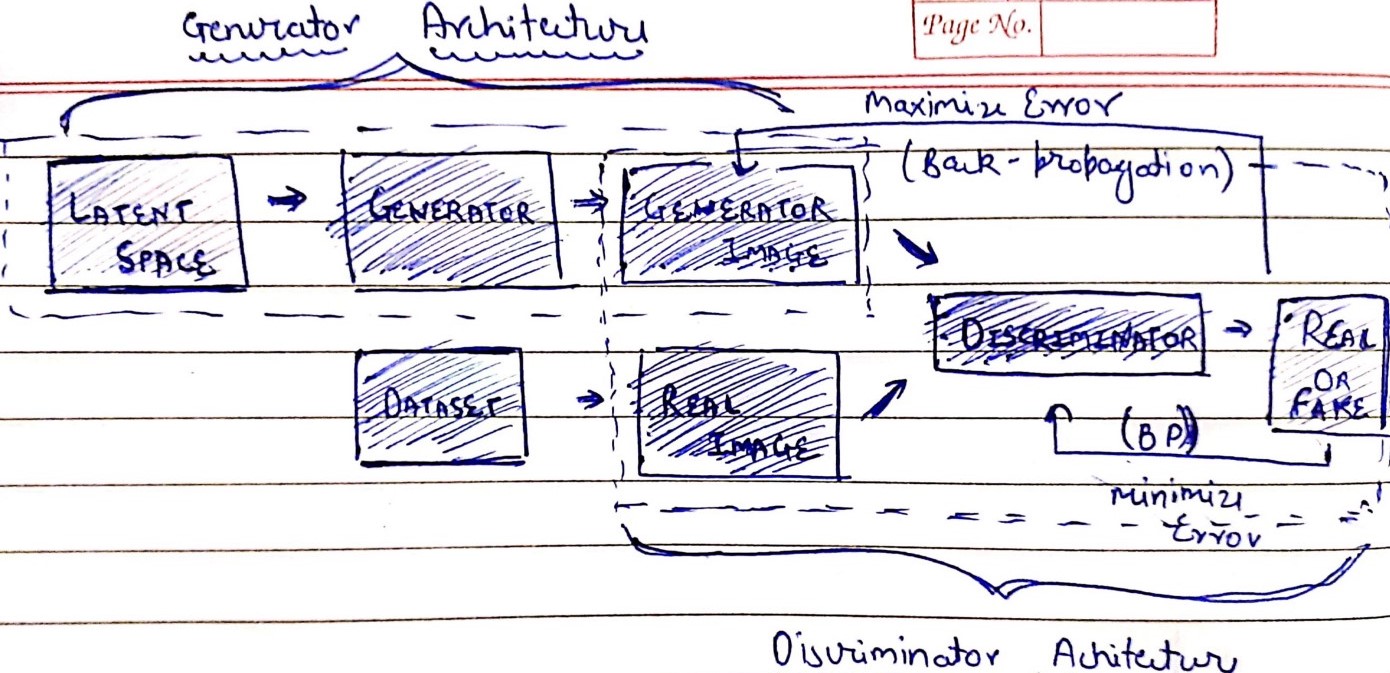 Generator Architecture
Page No.
Maximize Error
(Back-propagation)
LATENT
SPACE
GENERATOR
GENERATOR
IMAGE
DISCRIMINATOR
REAL
OR
FAKE
DATASET
REAL
IMAGE
(BP)
Minimize
Error
Discriminator Achitecture